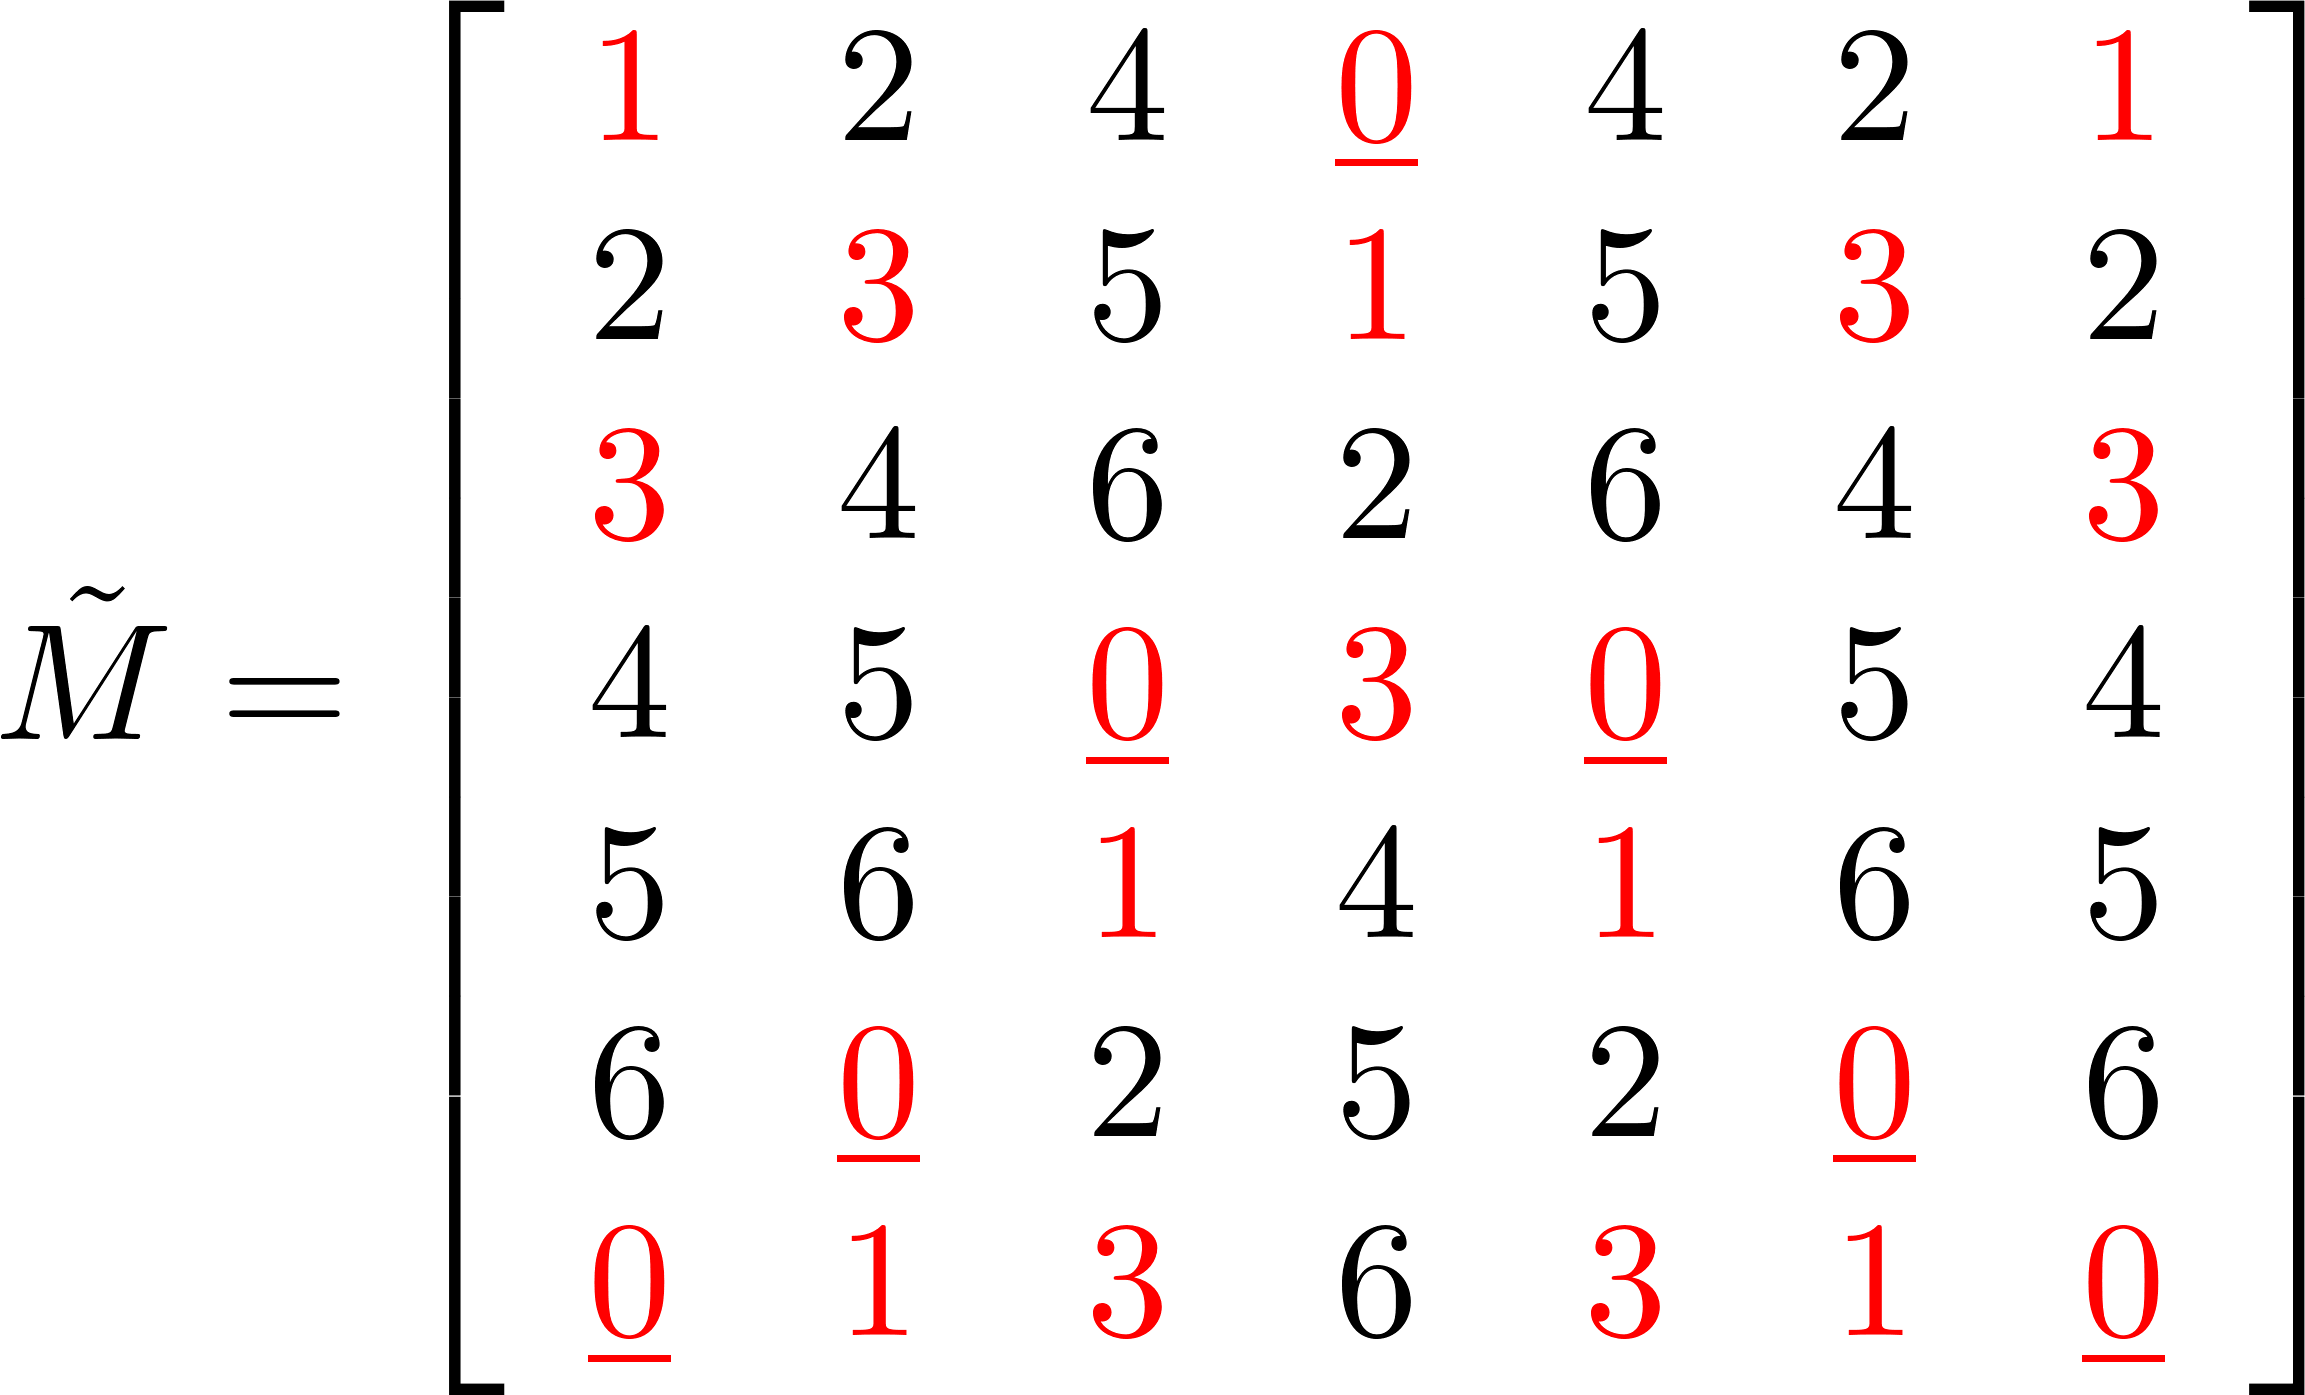 1 2 4 0 4 2 1
2 3 5 1 5 3 2
3 4 6 2 6 4 3
M̃ = 4 5 0 3 0 5 4
5 6 1 4 1 6 5
6 0 2 5 2 0 6
0 1 3 6 3 1 0